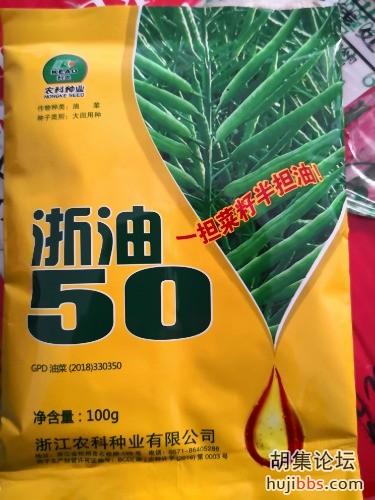 KEAU
农科种业
NONGKE SEED
作物种类：油 菜
种子类别：大田用种
一担菜籽半担油！
浙油
50
GPD 油菜 (2018)330350
净含量：100g
浙江农科种业有限公司
胡集论坛
hujibbs.com